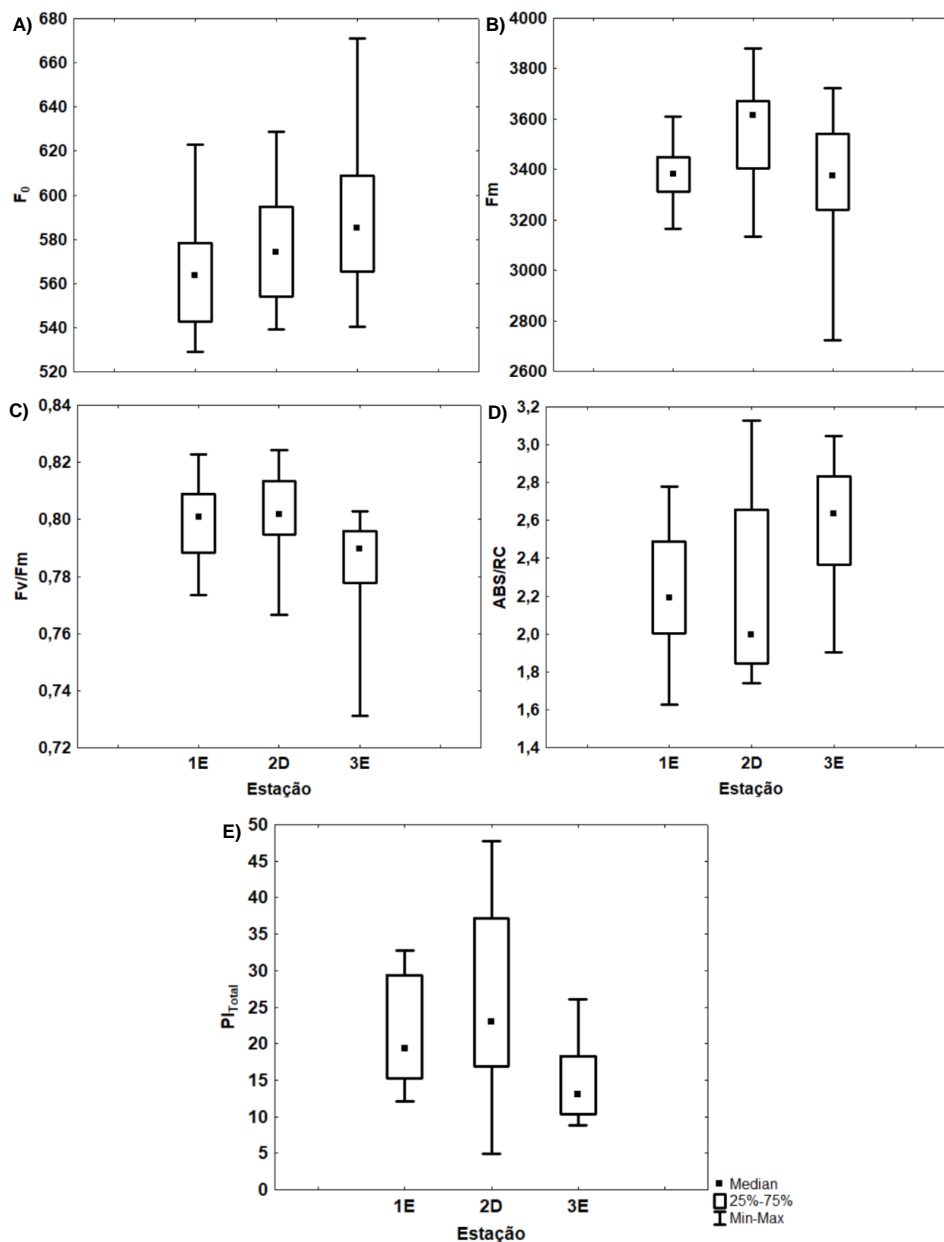 A)
680
660
640
620
600
580
560
540
520
F0
B)
4000
3800
3600
3400
3200
3000
2800
2600
Fm
C)
0,84
0,82
0,80
0,78
0,76
0,74
0,72
Fv/Fm
1E 2D 3E
Estação
D)
3,2
3,0
2,8
2,6
2,4
2,2
2,0
1,8
1,6
1,4
ABS/RC
1E 2D 3E
Estação
E)
50
45
40
35
30
25
20
15
10
5
0
PITotal
1E 2D 3E
Estação
Median
25%-75%
Min-Max